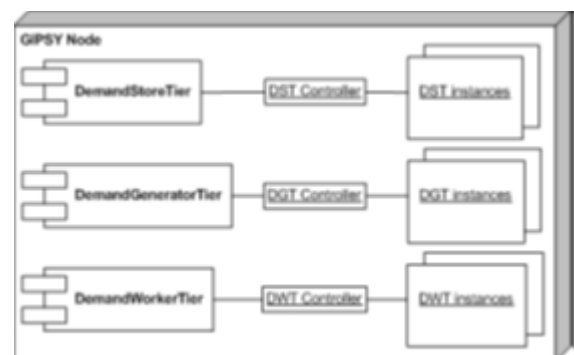 GIPSY Node
DemandStoreTier DST Controller DST instances
DemandGeneratorTier DGT Controller DGT instances
DemandWorkerTier DWT Controller DWT instances